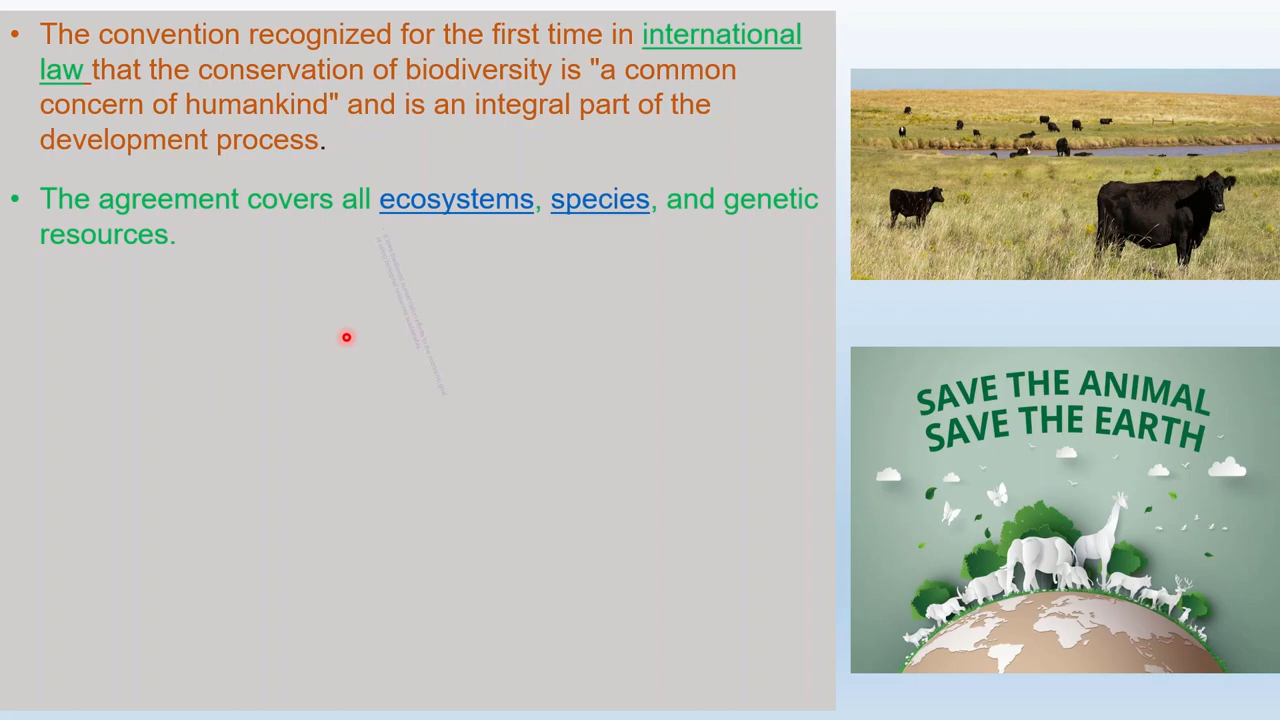 • The convention recognized for the first time in international
law that the conservation of biodiversity is "a common
concern of humankind" and is an integral part of the
development process.
• The agreement covers all ecosystems, species, and genetic
resources.
SAVE THE ANIMAL
SAVE THE EARTH